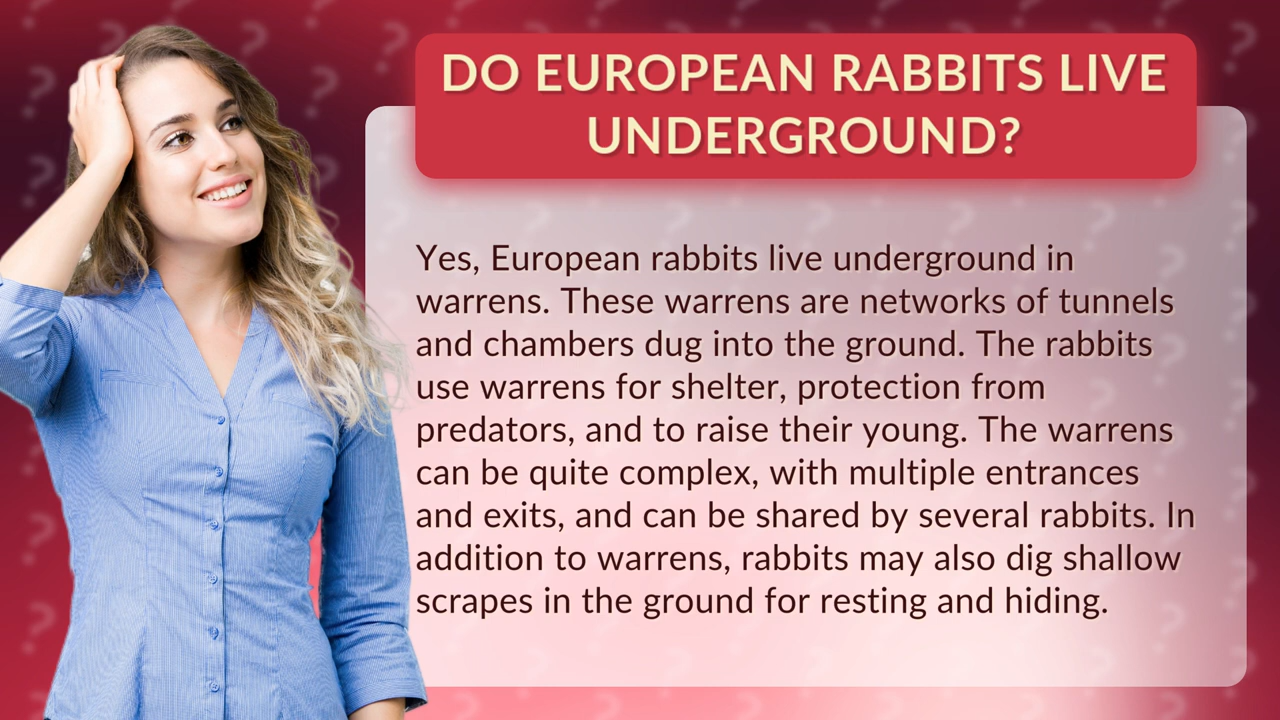 DO EUROPEAN RABBITS LIVE
UNDERGROUND?
Yes, European rabbits live underground in
warrens. These warrens are networks of tunnels
and chambers dug into the ground. The rabbits
use warrens for shelter, protection from
predators, and to raise their young. The warrens
can be quite complex, with multiple entrances
and exits, and can be shared by several rabbits. In
addition to warrens, rabbits may also dig shallow
scrapes in the ground for resting and hiding.